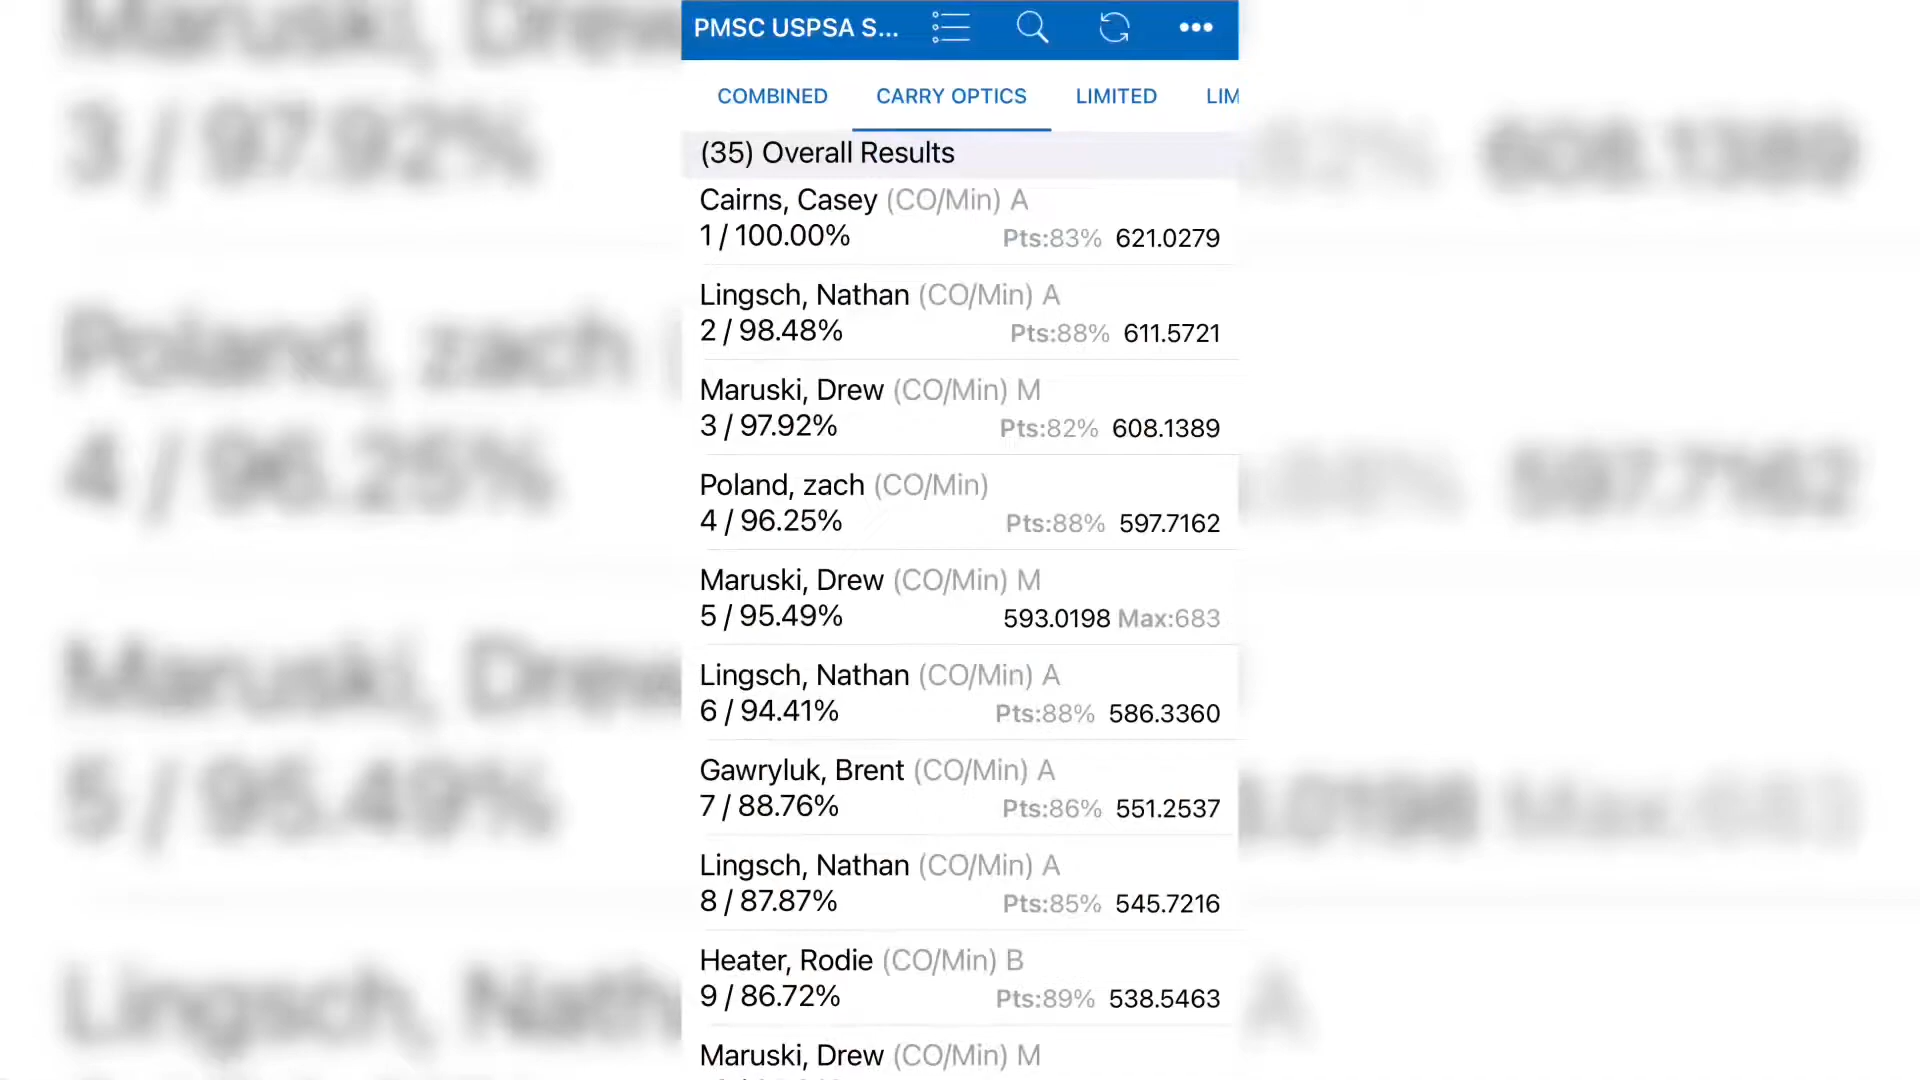 PMSC USPSA S...
COMBINED CARRY OPTICS LIMITED LIM
(35) Overall Results
Cairns, Casey (CO/Min) A
1 / 100.00% Pts:83% 621.0279
Lingsch, Nathan (CO/Min) A
2 / 98.48% Pts:88% 611.5721
Maruski, Drew (CO/Min) M
3 / 97.92% Pts:82% 608.1389
Poland, zach (CO/Min)
4 / 96.25% Pts:88% 597.7162
Maruski, Drew (CO/Min) M
5 / 95.49% 593.0198 Max:683
Lingsch, Nathan (CO/Min) A
6 / 94.41% Pts:88% 586.3360
Gawryluk, Brent (CO/Min) A
7 / 88.76% Pts:86% 551.2537
Lingsch, Nathan (CO/Min) A
8 / 87.87% Pts:85% 545.7216
Heater, Rodie (CO/Min) B
9 / 86.72% Pts:89% 538.5463
Maruski, Drew (CO/Min) M